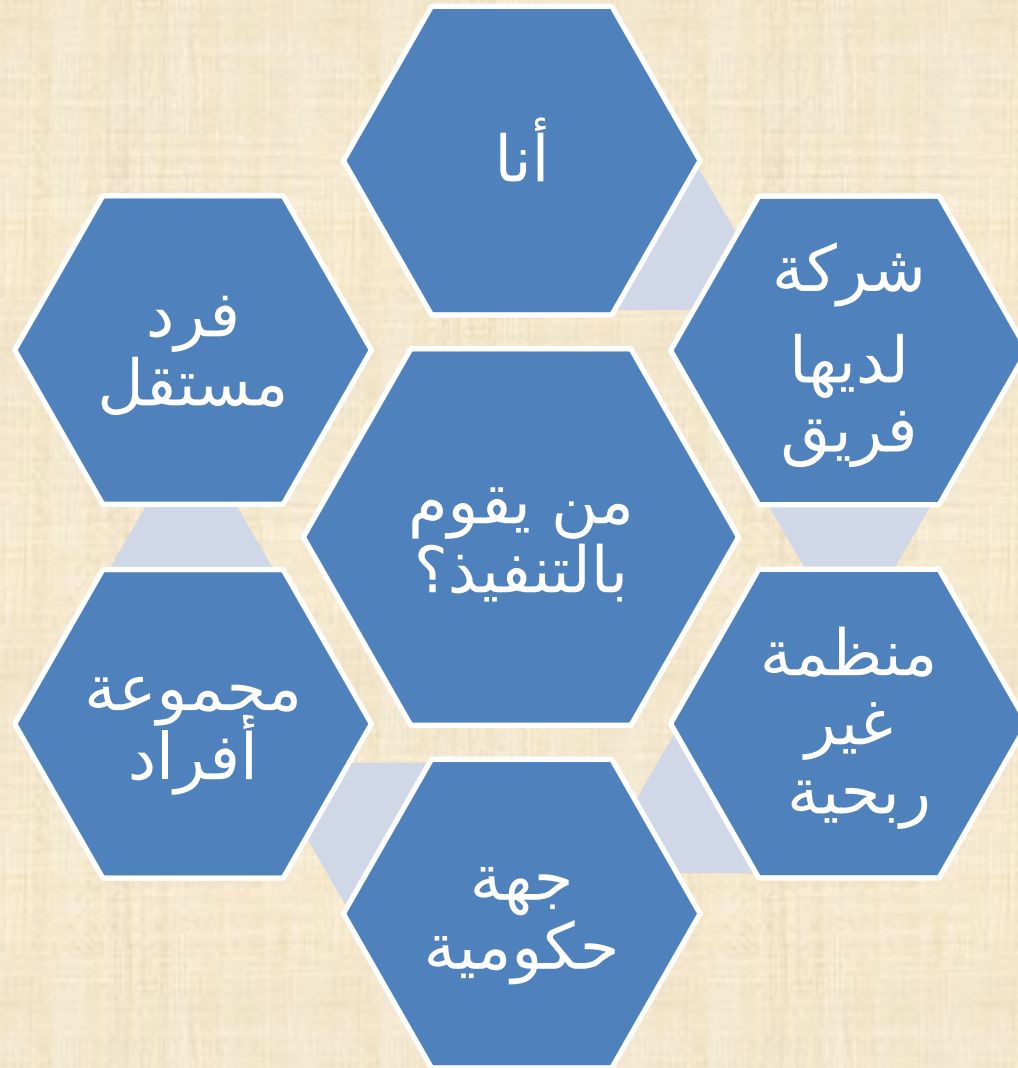 أنا
شركة
لديها
فريق
منظمة
غير
ربحية
جهة
حكومية
مجموعة
أفراد
فرد
مستقل
من يقوم
بالتنفيذ؟